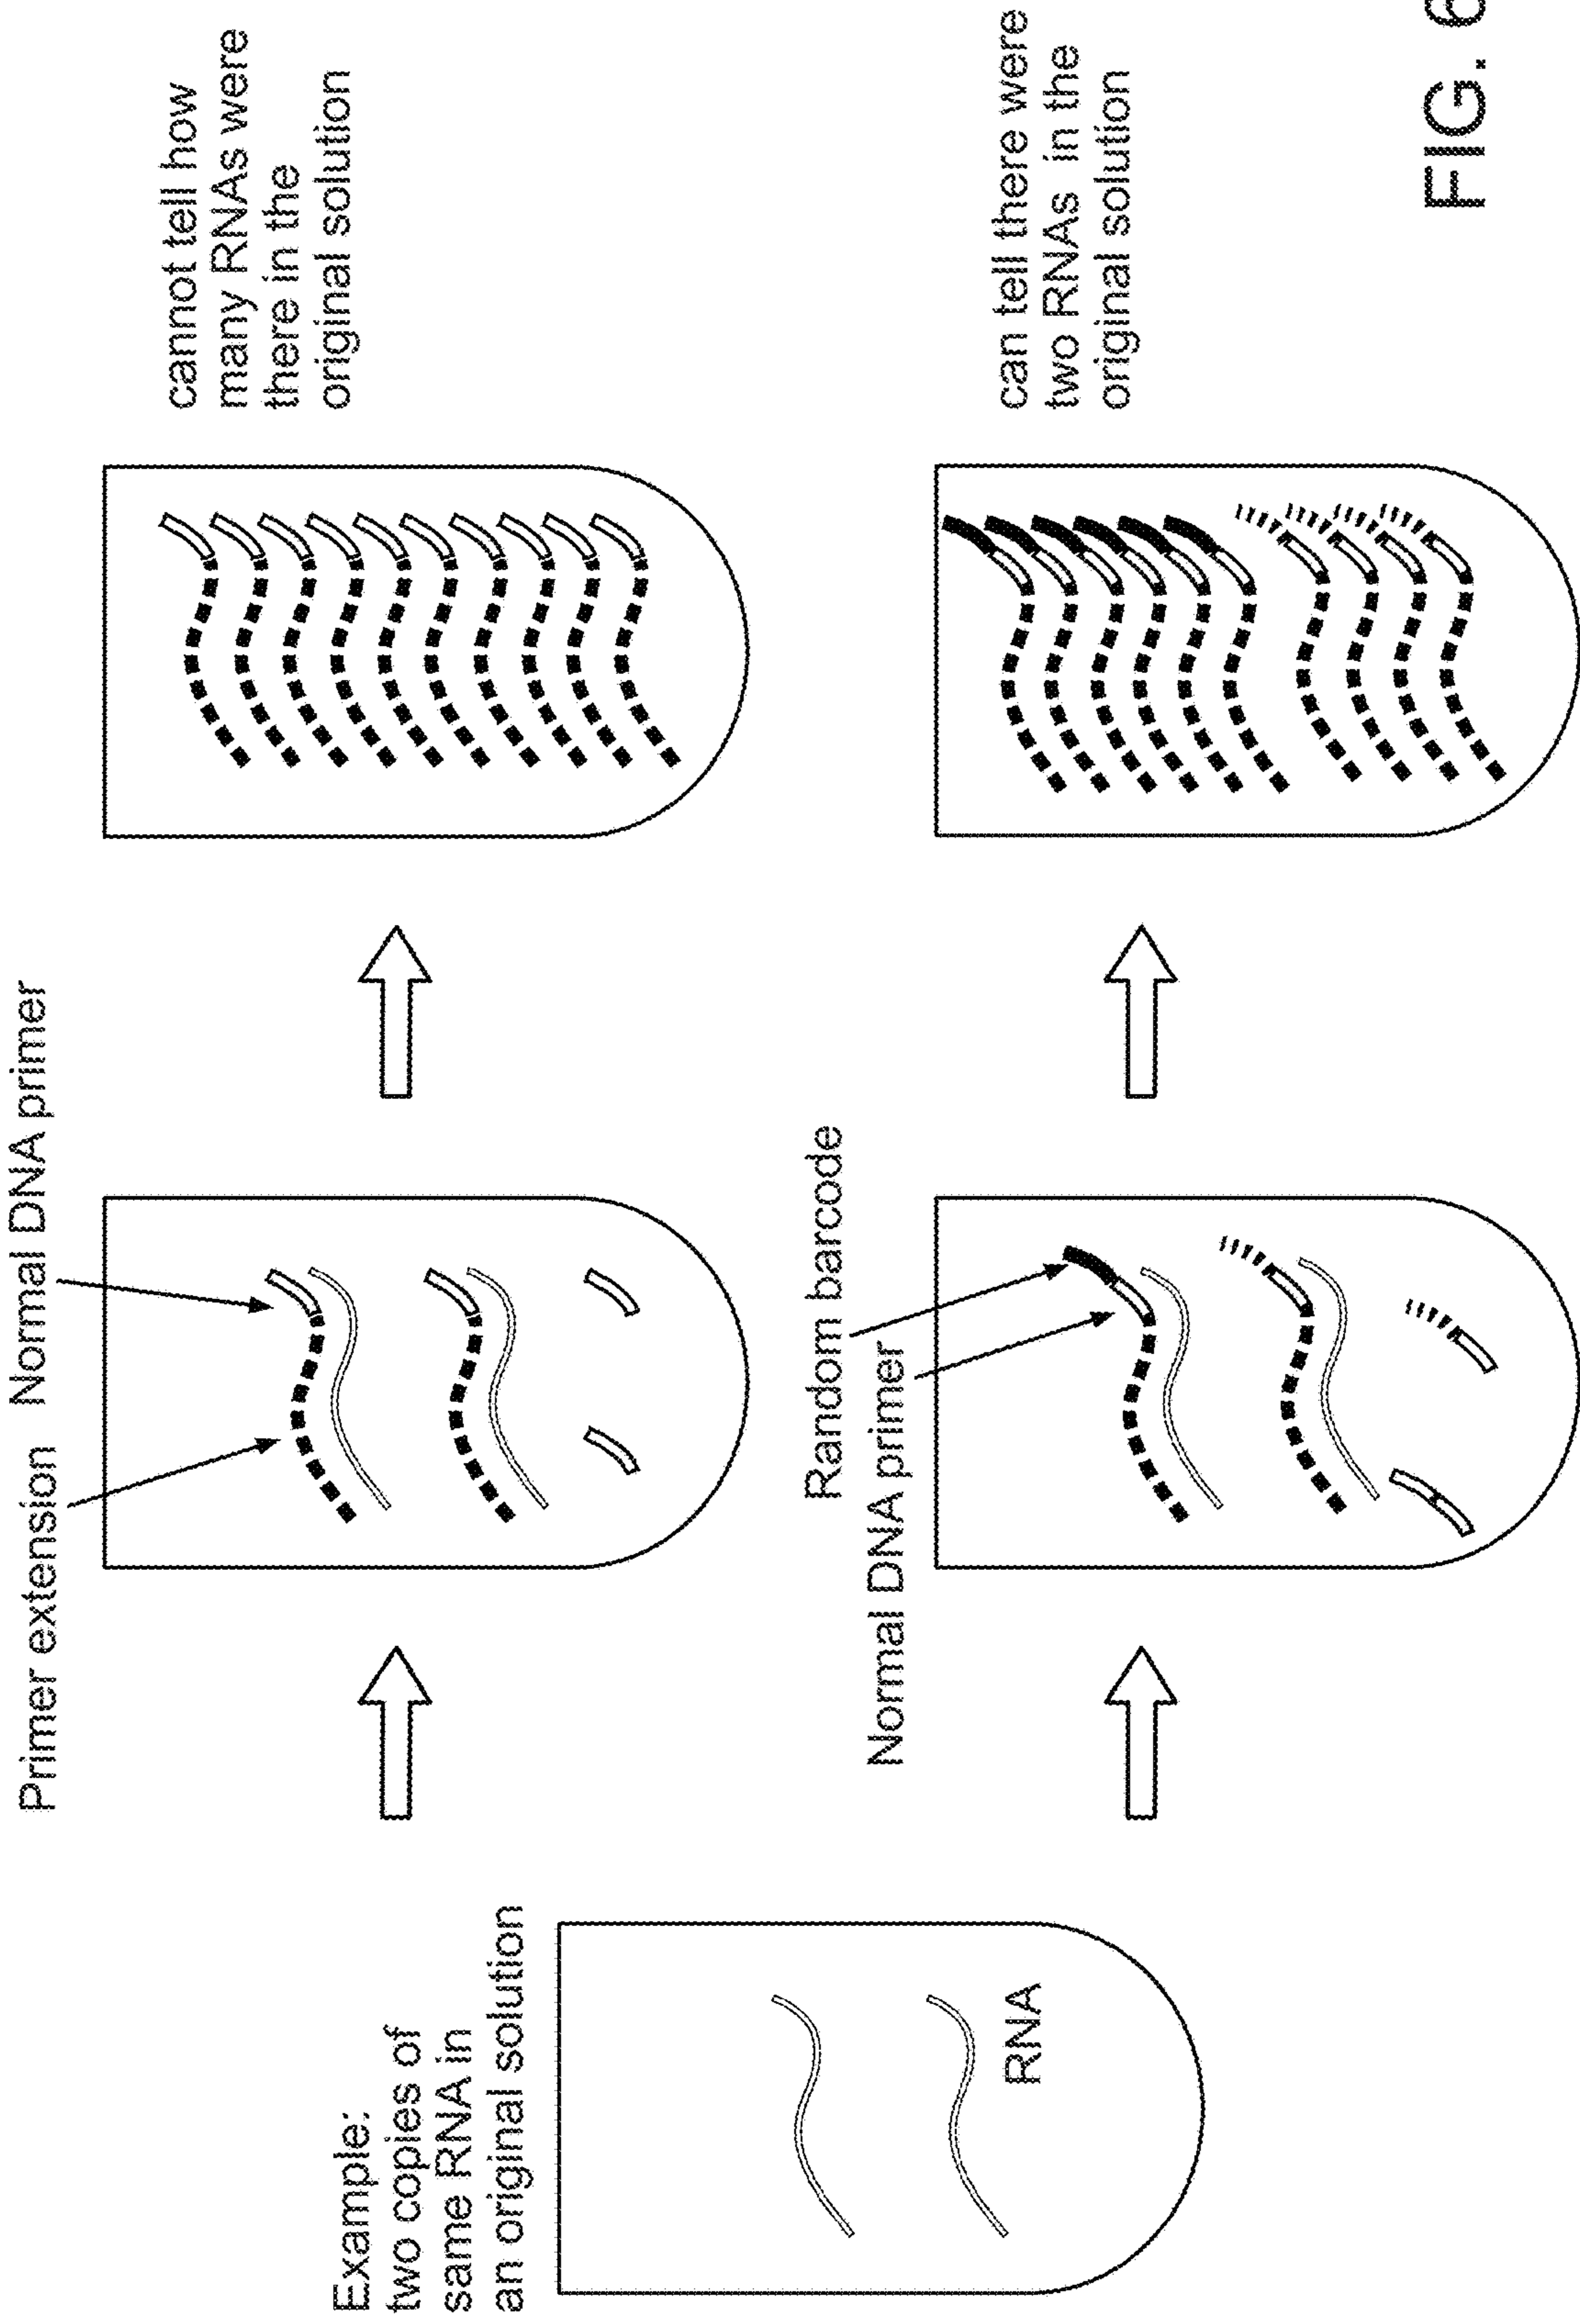 Example:
two copies of
same RNA in
an original solution
RNA
Primer extension
Normal DNA primer
cannot tell how
many RNAs were
there in the
original solution
Random barcode
Normal DNA primer
can tell there were
two RNAs in the
original solution
FIG. 6